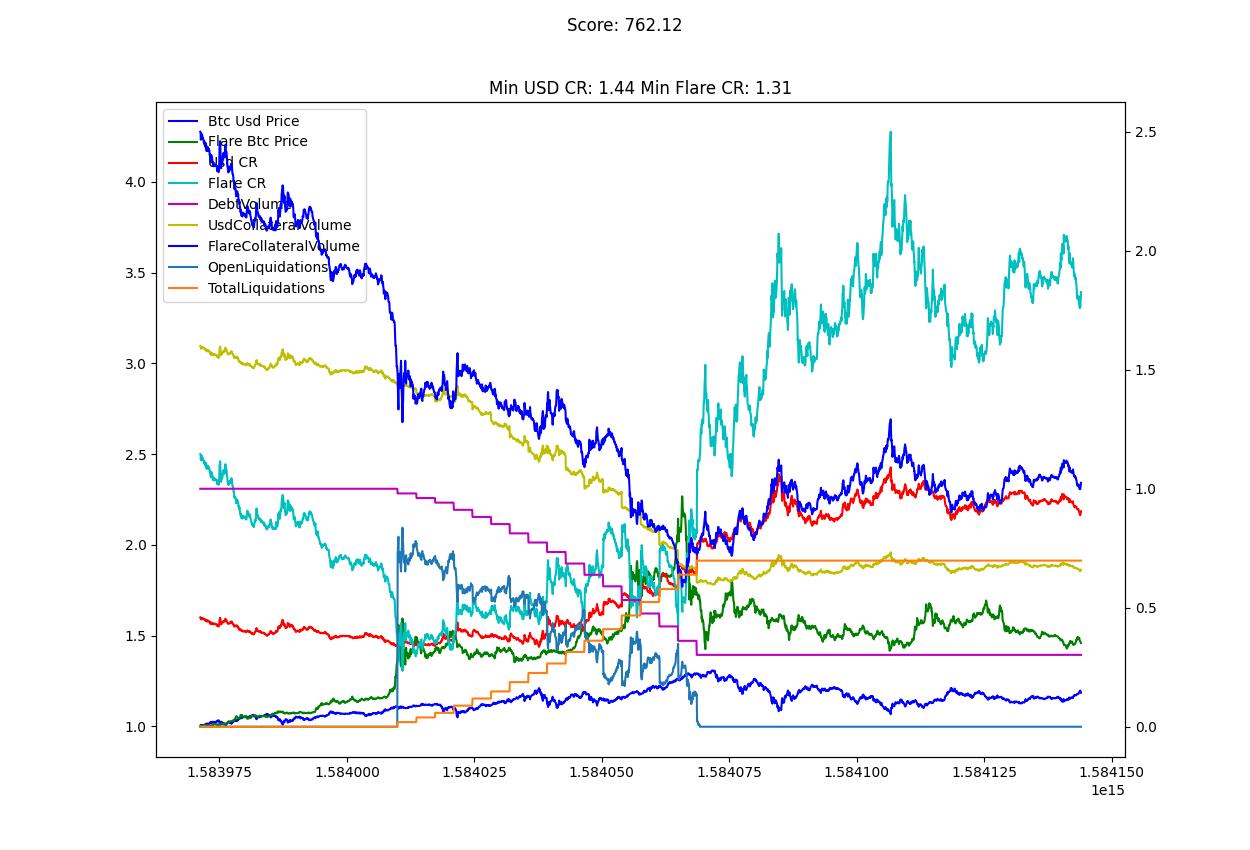 Score: 762.12
Min USD CR: 1.44 Min Flare CR: 1.31
Btc Usd Price
Flare Btc Price
Usd CR
Flare CR
DebtVolume
UsdCollateralVolume
FlareCollateralVolume
OpenLiquidations
TotalLiquidations
4.0
3.5
3.0
2.5
2.0
1.5
1.0
2.5
2.0
1.5
1.0
0.5
0.0
1.583975 1.584000 1.584025 1.584050 1.584075 1.584100 1.584125 1.584150
1e15